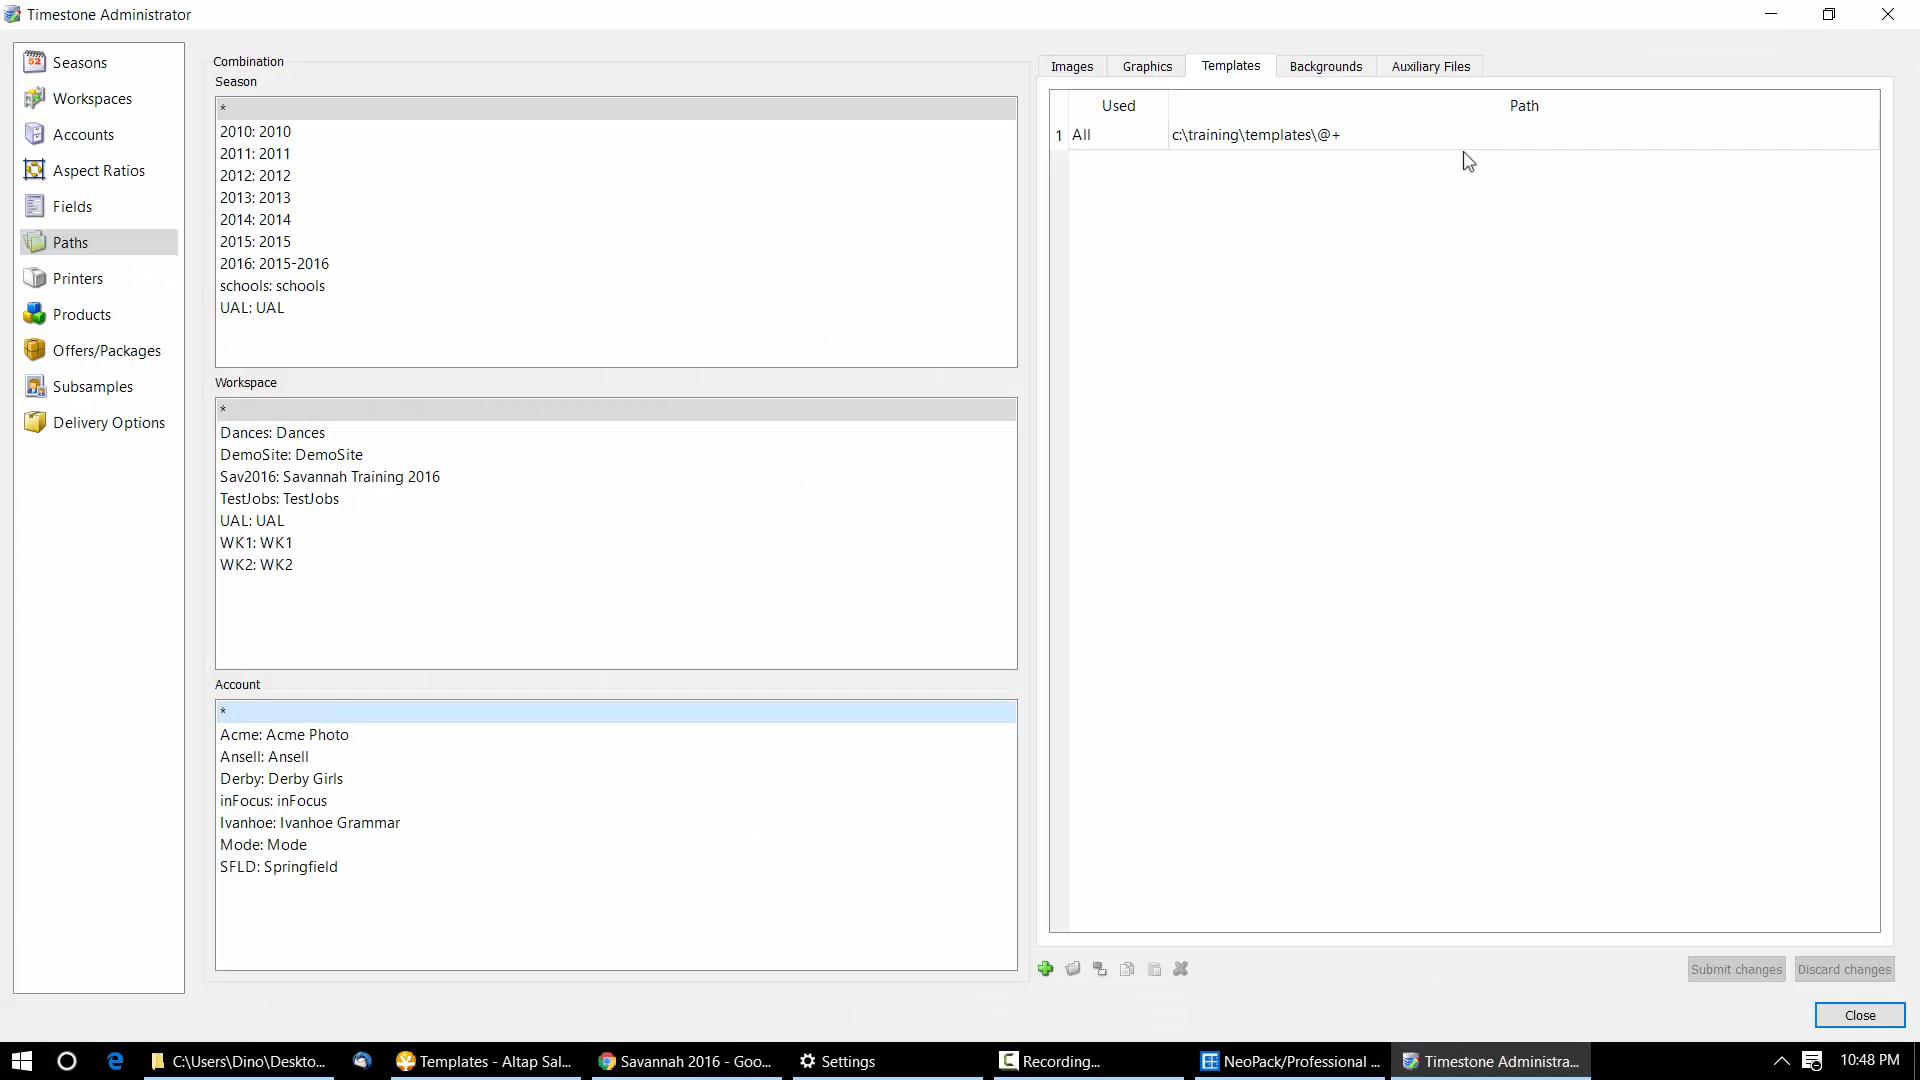 Timestone Administrator
Seasons
Workspaces
Accounts
Aspect Ratios
Fields
Paths
Printers
Products
Offers/Packages
Subsamples
Delivery Options
Combination
Season
*
2010: 2010
2011: 2011
2012: 2012
2013: 2013
2014: 2014
2015: 2015
2016: 2015-2016
schools: schools
UAL: UAL
Workspace
*
Dances: Dances
DemoSite: DemoSite
Sav2016: Savannah Training 2016
TestJobs: TestJobs
UAL: UAL
WK1: WK1
WK2: WK2
Account
*
Acme: Acme Photo
Ansell: Ansell
Derby: Derby Girls
inFocus: inFocus
Ivanhoe: Ivanhoe Grammar
Mode: Mode
SFLD: Springfield
Images Graphics Templates Backgrounds Auxiliary Files
Used Path
1 All c:\training\templates\@+
Submit changes Discard changes
Close
C:\Users\Dino\Deskto... Templates - Altap Sal... Savannah 2016 - Goo... Settings Recording... NeoPack/Professional ... Timestone Administra... 10:48 PM